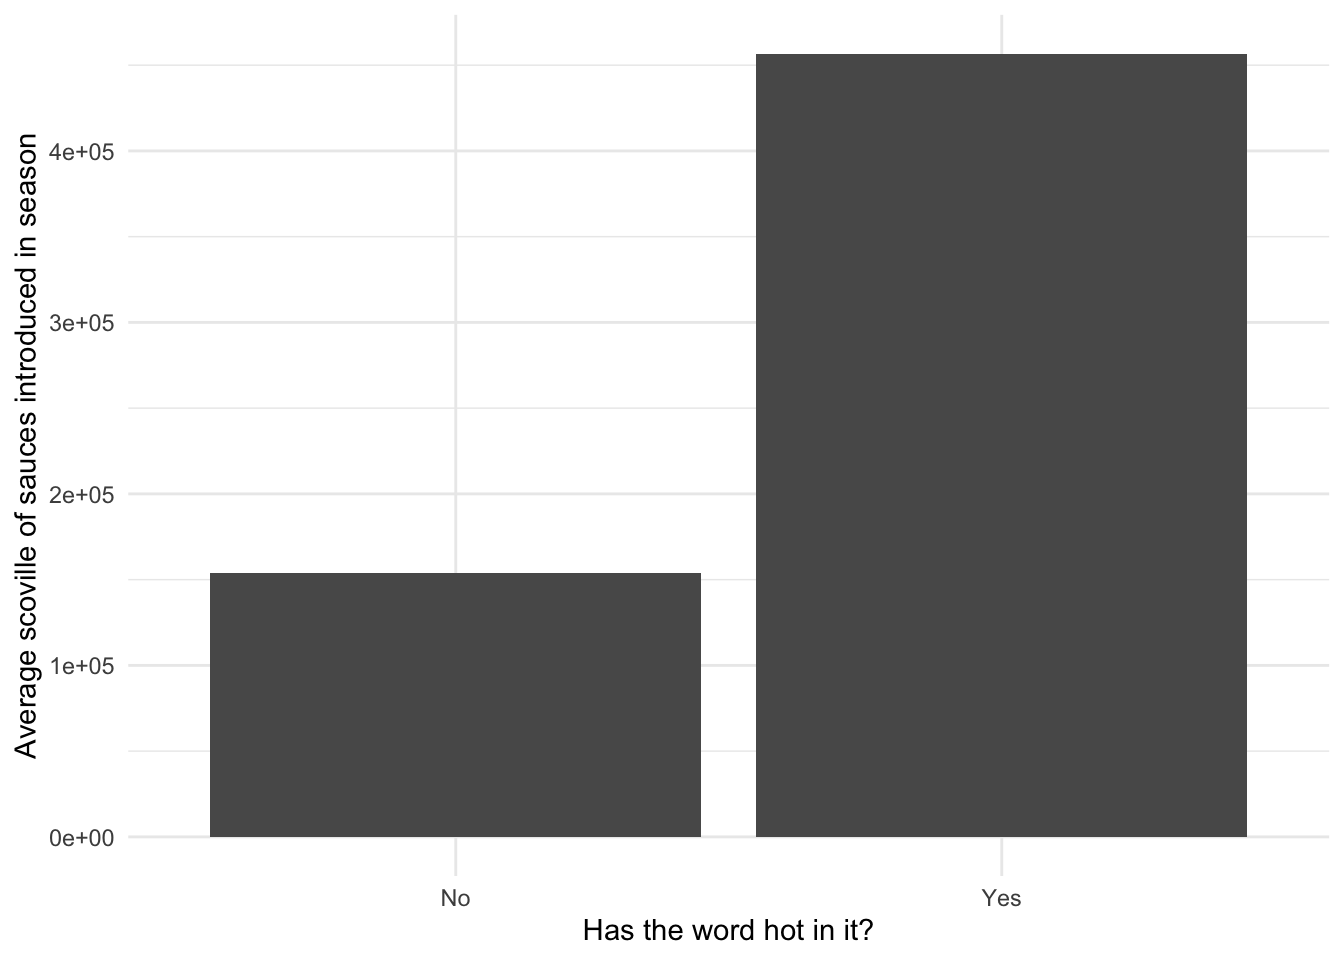 Average scoville of sauces introduced in season
4e+05
3e+05
2e+05
1e+05
0e+00
No
Yes
Has the word hot in it?